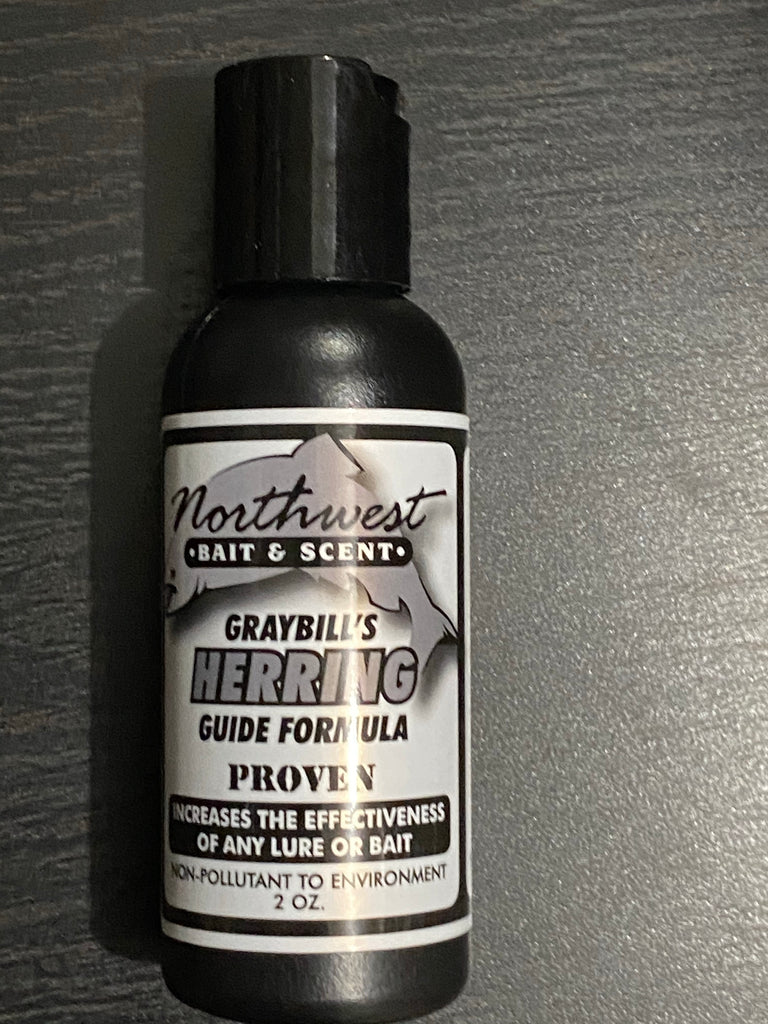 Northwest
•BAIT & SCENT•
GRAYBILL'S
HERRING
GUIDE FORMULA
PROVEN
INCREASES THE EFFECTIVENESS
OF ANY LURE OR BAIT
NON-POLLUTANT TO ENVIRONMENT
2 OZ.